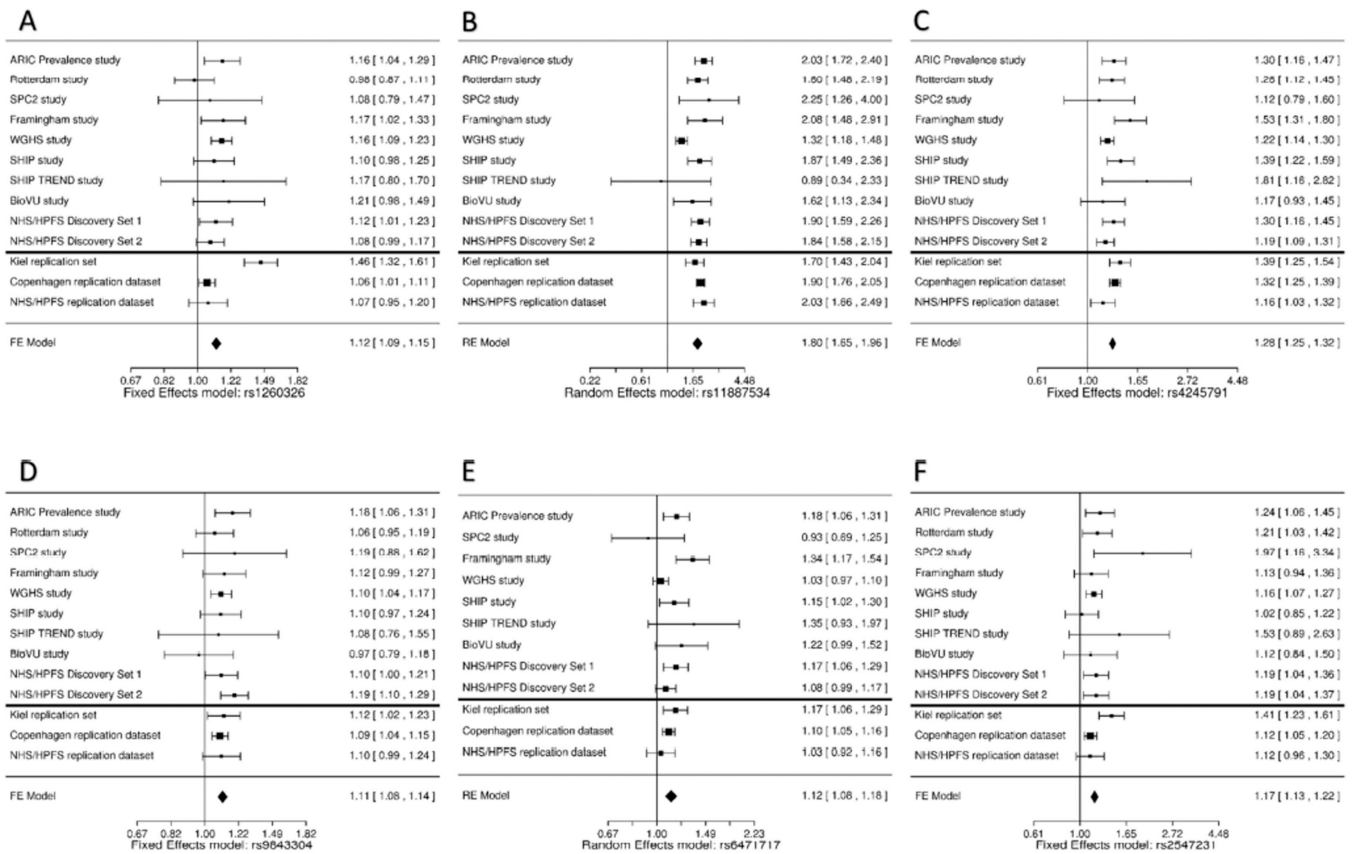 A
ARIC Prevalence study 1.16 [ 1.04 , 1.29 ]
Rotterdam study 0.98 [ 0.87 , 1.11 ]
SPC2 study 1.08 [ 0.79 , 1.47 ]
Framingham study 1.17 [ 1.02 , 1.33 ]
WGHS study 1.16 [ 1.09 , 1.23 ]
SHIP study 1.10 [ 0.98 , 1.25 ]
SHIP TREND study 1.17 [ 0.80 , 1.70 ]
BioVU study 1.21 [ 0.98 , 1.49 ]
NHS/HPFS Discovery Set 1 1.12 [ 1.01 , 1.23 ]
NHS/HPFS Discovery Set 2 1.08 [ 0.99 , 1.17 ]
Kiel replication set 1.46 [ 1.32 , 1.61 ]
Copenhagen replication dataset 1.06 [ 1.01 , 1.11 ]
NHS/HPFS replication dataset 1.07 [ 0.95 , 1.20 ]
FE Model 1.12 [ 1.09 , 1.15 ]
0.67 0.82 1.00 1.22 1.49 1.82
Fixed Effects model: rs1260326
B
ARIC Prevalence study 2.03 [ 1.72 , 2.40 ]
Rotterdam study 1.80 [ 1.48 , 2.19 ]
SPC2 study 2.25 [ 1.26 , 4.00 ]
Framingham study 2.08 [ 1.48 , 2.91 ]
WGHS study 1.32 [ 1.18 , 1.48 ]
SHIP study 1.87 [ 1.49 , 2.36 ]
SHIP TREND study 0.89 [ 0.34 , 2.33 ]
BioVU study 1.62 [ 1.13 , 2.34 ]
NHS/HPFS Discovery Set 1 1.90 [ 1.59 , 2.26 ]
NHS/HPFS Discovery Set 2 1.84 [ 1.58 , 2.15 ]
Kiel replication set 1.70 [ 1.43 , 2.04 ]
Copenhagen replication dataset 1.90 [ 1.76 , 2.05 ]
NHS/HPFS replication dataset 2.03 [ 1.66 , 2.49 ]
RE Model 1.80 [ 1.65 , 1.96 ]
0.22 0.61 1.65 4.48
Random Effects model: rs11887534
C
ARIC Prevalence study 1.30 [ 1.16 , 1.47 ]
Rotterdam study 1.28 [ 1.12 , 1.45 ]
SPC2 study 1.12 [ 0.79 , 1.60 ]
Framingham study 1.53 [ 1.31 , 1.80 ]
WGHS study 1.22 [ 1.14 , 1.30 ]
SHIP study 1.39 [ 1.22 , 1.59 ]
SHIP TREND study 1.81 [ 1.16 , 2.82 ]
BioVU study 1.17 [ 0.93 , 1.45 ]
NHS/HPFS Discovery Set 1 1.30 [ 1.16 , 1.45 ]
NHS/HPFS Discovery Set 2 1.19 [ 1.09 , 1.31 ]
Kiel replication set 1.39 [ 1.25 , 1.54 ]
Copenhagen replication dataset 1.32 [ 1.25 , 1.39 ]
NHS/HPFS replication dataset 1.16 [ 1.03 , 1.32 ]
FE Model 1.28 [ 1.25 , 1.32 ]
0.61 1.00 1.65 2.72 4.48
Fixed Effects model: rs4245791
D
ARIC Prevalence study 1.18 [ 1.06 , 1.31 ]
Rotterdam study 1.06 [ 0.95 , 1.19 ]
SPC2 study 1.19 [ 0.88 , 1.62 ]
Framingham study 1.12 [ 0.99 , 1.27 ]
WGHS study 1.10 [ 1.04 , 1.17 ]
SHIP study 1.10 [ 0.97 , 1.24 ]
SHIP TREND study 1.08 [ 0.76 , 1.55 ]
BioVU study 0.97 [ 0.79 , 1.18 ]
NHS/HPFS Discovery Set 1 1.10 [ 1.00 , 1.21 ]
NHS/HPFS Discovery Set 2 1.19 [ 1.10 , 1.29 ]
Kiel replication set 1.12 [ 1.02 , 1.23 ]
Copenhagen replication dataset 1.09 [ 1.04 , 1.15 ]
NHS/HPFS replication dataset 1.10 [ 0.99 , 1.24 ]
FE Model 1.11 [ 1.08 , 1.14 ]
0.67 0.82 1.00 1.22 1.49 1.82
Fixed Effects model: rs9843304
E
ARIC Prevalence study 1.18 [ 1.06 , 1.31 ]
SPC2 study 0.93 [ 0.69 , 1.25 ]
Framingham study 1.34 [ 1.17 , 1.54 ]
WGHS study 1.03 [ 0.97 , 1.10 ]
SHIP study 1.15 [ 1.02 , 1.30 ]
SHIP TREND study 1.35 [ 0.93 , 1.97 ]
BioVU study 1.22 [ 0.99 , 1.52 ]
NHS/HPFS Discovery Set 1 1.17 [ 1.06 , 1.29 ]
NHS/HPFS Discovery Set 2 1.08 [ 0.99 , 1.17 ]
Kiel replication set 1.17 [ 1.06 , 1.29 ]
Copenhagen replication dataset 1.10 [ 1.05 , 1.16 ]
NHS/HPFS replication dataset 1.03 [ 0.92 , 1.16 ]
RE Model 1.12 [ 1.08 , 1.18 ]
0.67 1.00 1.49 2.23
Random Effects model: rs6471717
F
ARIC Prevalence study 1.24 [ 1.06 , 1.45 ]
Rotterdam study 1.21 [ 1.03 , 1.42 ]
SPC2 study 1.97 [ 1.16 , 3.34 ]
Framingham study 1.13 [ 0.94 , 1.36 ]
WGHS study 1.16 [ 1.07 , 1.27 ]
SHIP study 1.02 [ 0.85 , 1.22 ]
SHIP TREND study 1.53 [ 0.89 , 2.63 ]
BioVU study 1.12 [ 0.84 , 1.50 ]
NHS/HPFS Discovery Set 1 1.19 [ 1.04 , 1.36 ]
NHS/HPFS Discovery Set 2 1.19 [ 1.04 , 1.37 ]
Kiel replication set 1.41 [ 1.23 , 1.61 ]
Copenhagen replication dataset 1.12 [ 1.05 , 1.20 ]
NHS/HPFS replication dataset 1.12 [ 0.96 , 1.30 ]
FE Model 1.17 [ 1.13 , 1.22 ]
0.61 1.00 1.65 2.72 4.48
Fixed Effects model: rs2547231